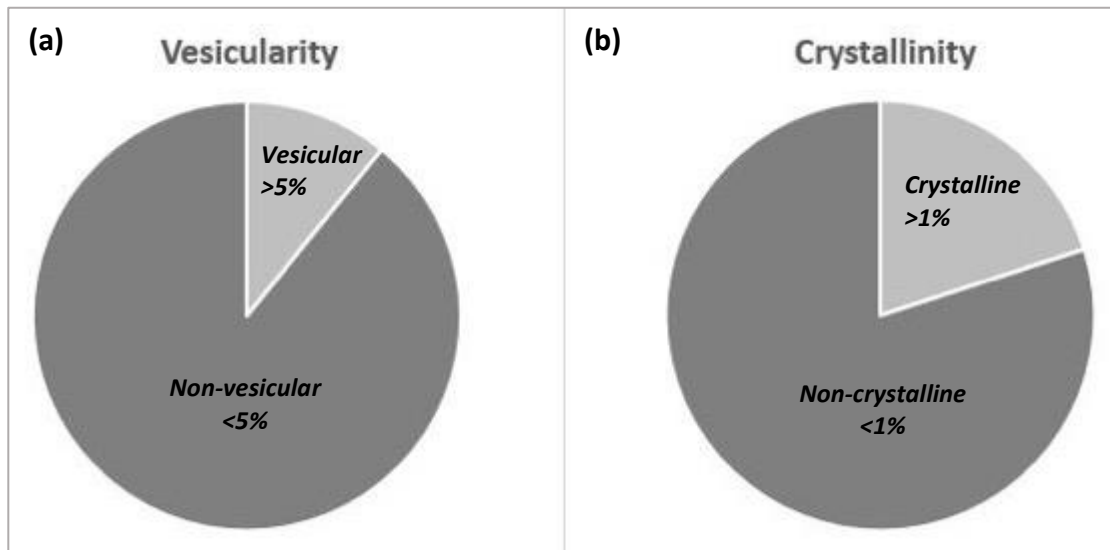 (a)
Vesicularity
Vesicular
>5%
Non-vesicular
<5%
(b)
Crystallinity
Crystalline
>1%
Non-crystalline
<1%